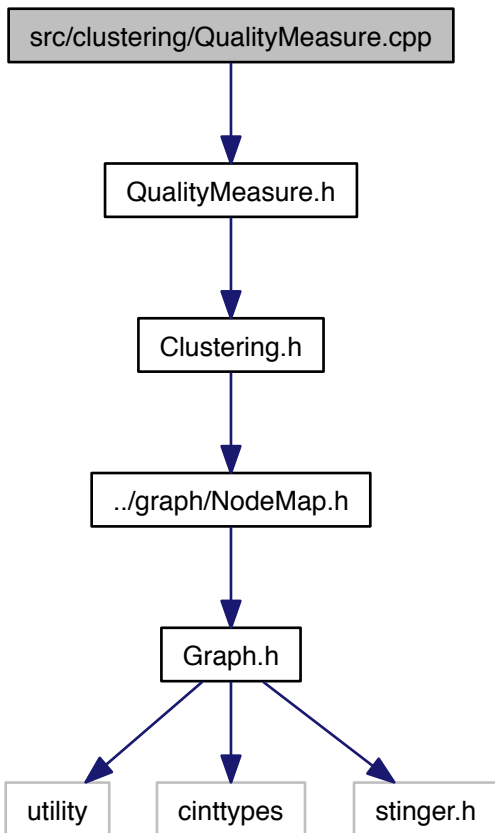 src/clustering/QualityMeasure.cpp
QualityMeasure.h
Clustering.h
../graph/NodeMap.h
Graph.h
utility
cinttypes
stinger.h